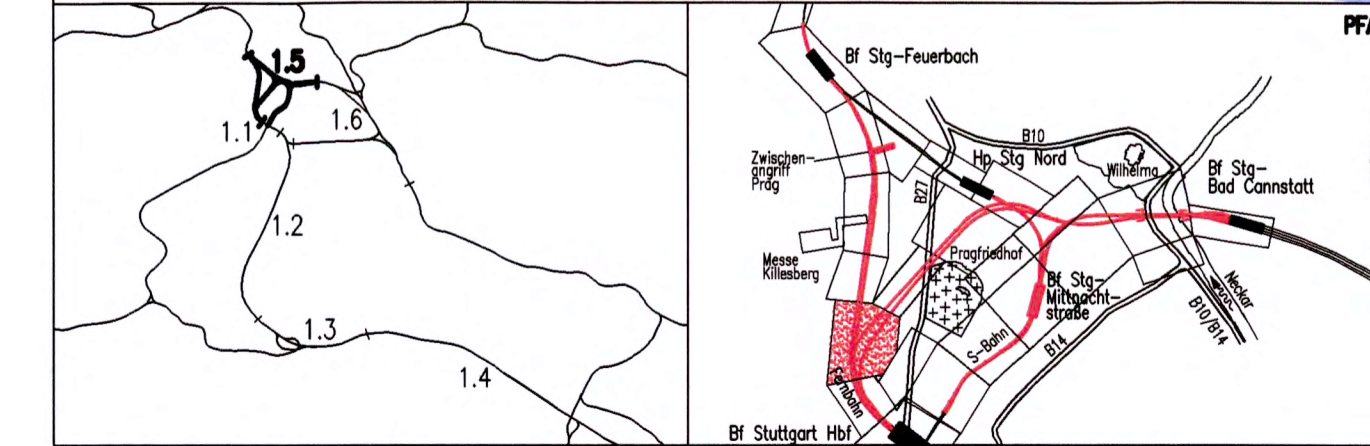 1.5
1.1
1.6
1.2
1.3
1.4
PFA
Bf Stg-Feuerbach
B10
Zwischen-
angriff
Prag
Hp Stg Nord
Wilhelma
Bf Stg-
Bad Cannstatt
B27
Messe
Killesberg
Pragfriedhof
Bf Stg-
Mittnacht-
straße
Neckar
B10/B14
S-Bahn
B14
Fernbahn
Bf Stuttgart Hbf